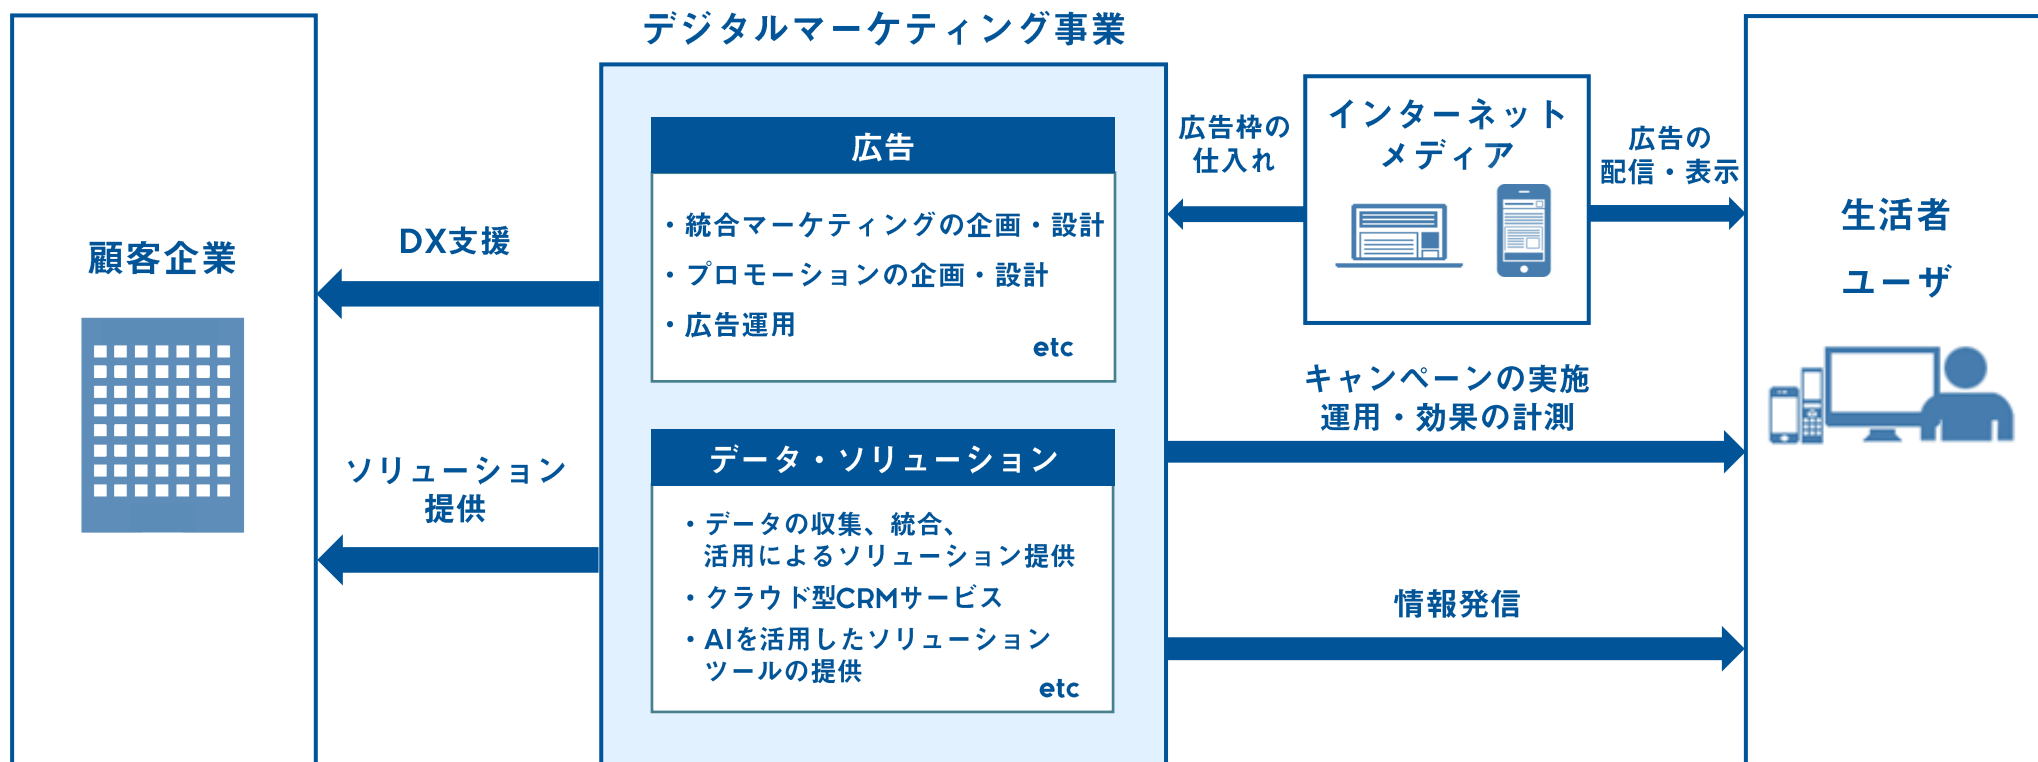 デジタルマーケティング事業
顧客企業
DX支援
ソリューション
提供
広告
・統合マーケティングの企画・設計
・プロモーションの企画・設計
・広告運用
etc
データ・ソリューション
・データの収集、統合、
活用によるソリューション提供
・クラウド型CRMサービス
・AIを活用したソリューション
ツールの提供
etc
広告枠の
仕入れ
インターネット
メディア
広告の
配信・表示
キャンペーンの実施
運用・効果の計測
情報発信
生活者
ユーザ